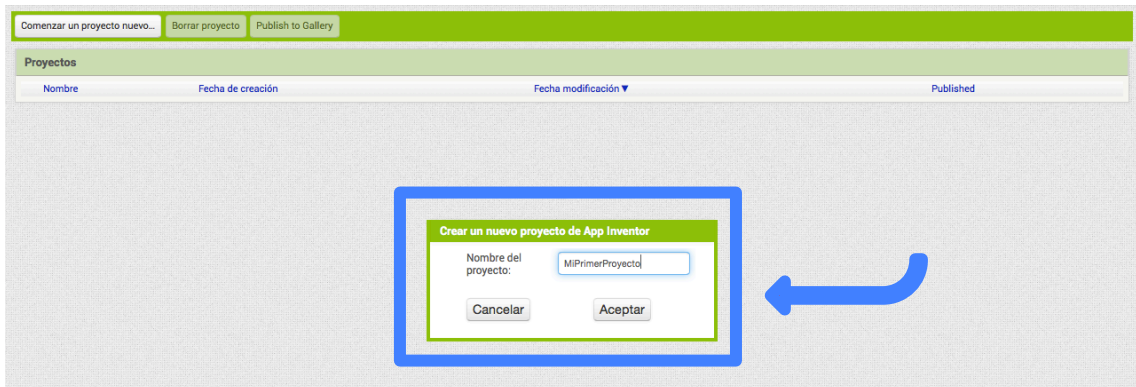 Comenzar un proyecto nuevo... Borrar proyecto Publish to Gallery
Proyectos
Nombre Fecha de creación Fecha modificación ▼ Published
Crear un nuevo proyecto de App Inventor
Nombre del
proyecto:
MiPrimerProyecto
Cancelar Aceptar